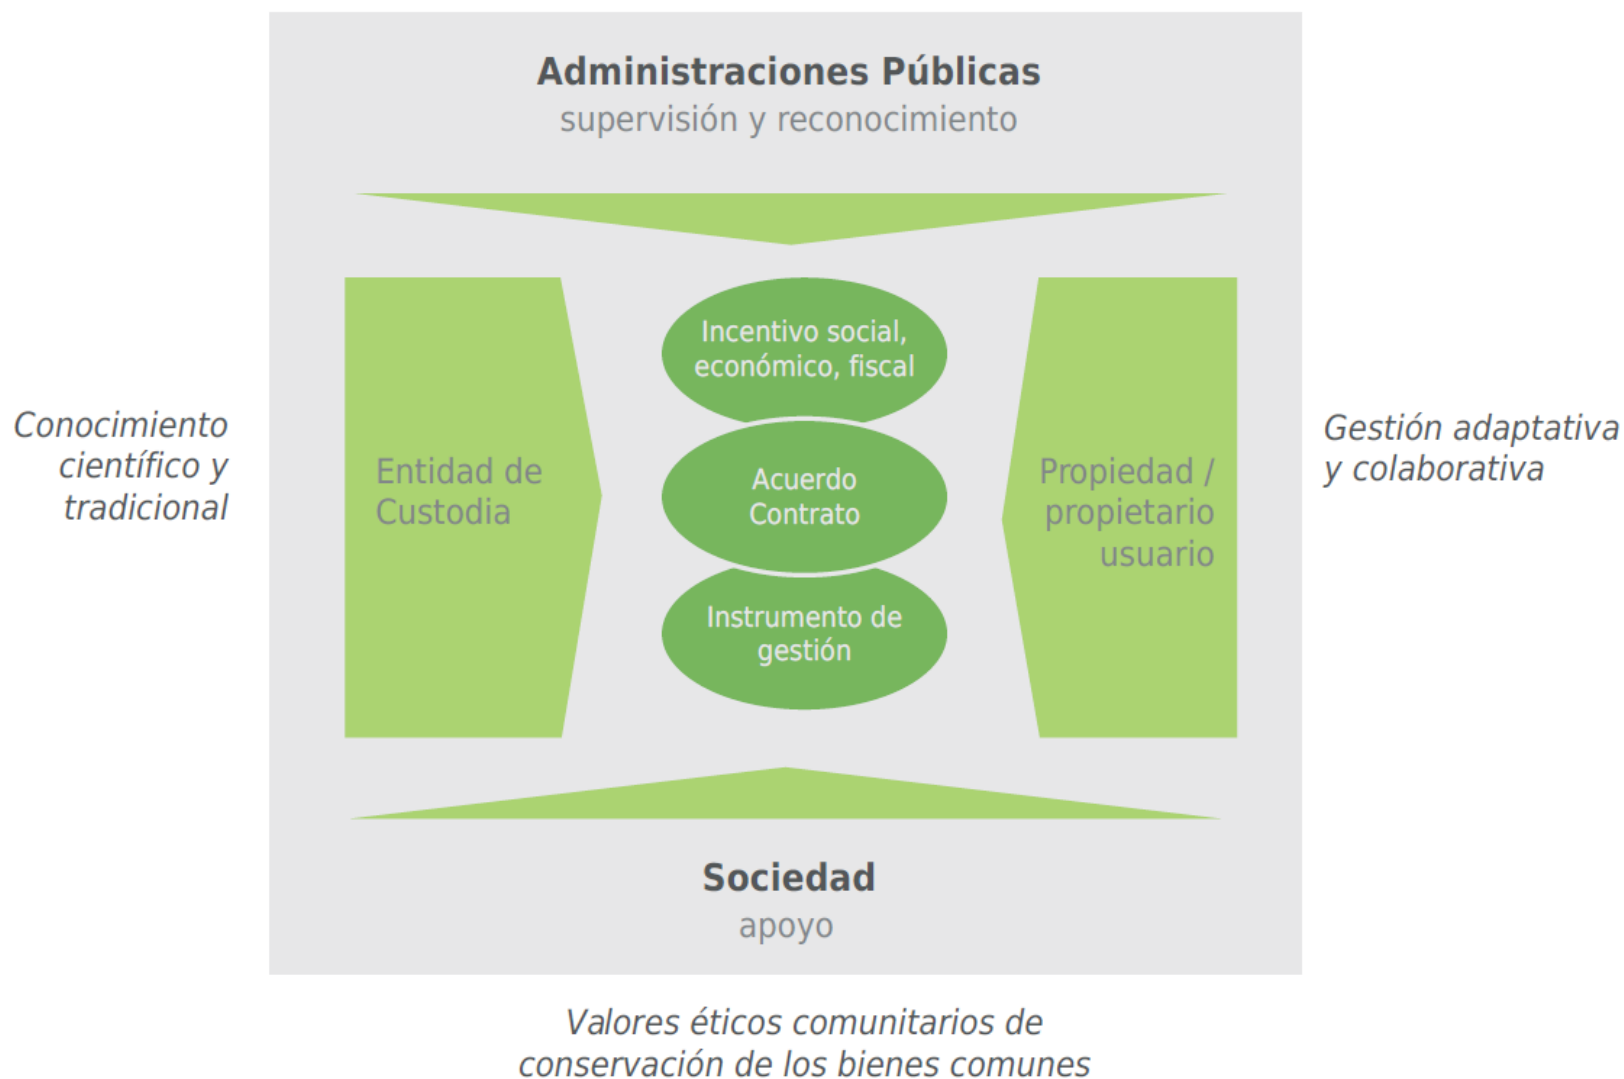 Administraciones Públicas
supervisión y reconocimiento
Conocimiento
científico y
tradicional
Entidad de
Custodia
Incentivo social,
económico, fiscal
Acuerdo
Contrato
Instrumento de
gestión
Propiedad /
propietario
usuario
Gestión adaptativa
y colaborativa
Sociedad
apoyo
Valores éticos comunitarios de
conservación de los bienes comunes